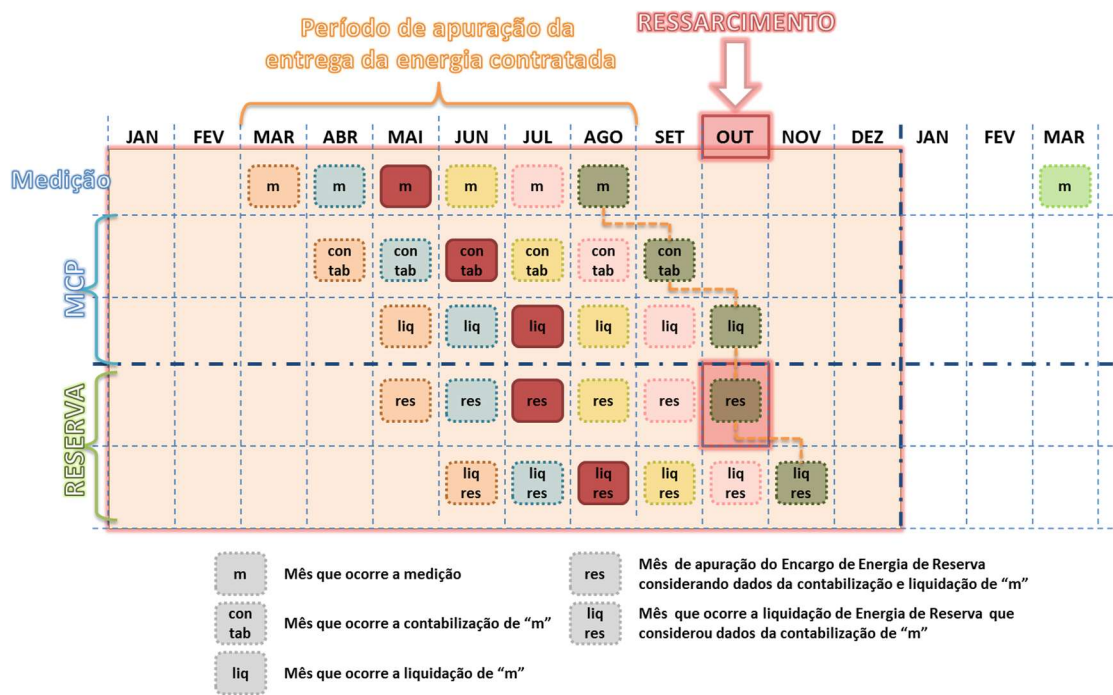 Período de apuração da
entrega da energia contratada
RESSARCIMENTO
JAN FEV MAR ABR MAI JUN JUL AGO SET OUT NOV DEZ JAN FEV MAR
Medição m m m m m m m
MCP
con tab con tab con tab con tab con tab con tab
liq liq liq liq liq liq
RESERVA
res res res res res res
liq res liq res liq res liq res liq res liq res
m Mês que ocorre a medição
con tab Mês que ocorre a contabilização de “m”
liq Mês que ocorre a liquidação de “m”
res Mês de apuração do Encargo de Energia de Reserva
considerando dados da contabilização e liquidação de “m”
liq res Mês que ocorre a liquidação de Energia de Reserva que
considerou dados da contabilização de “m”